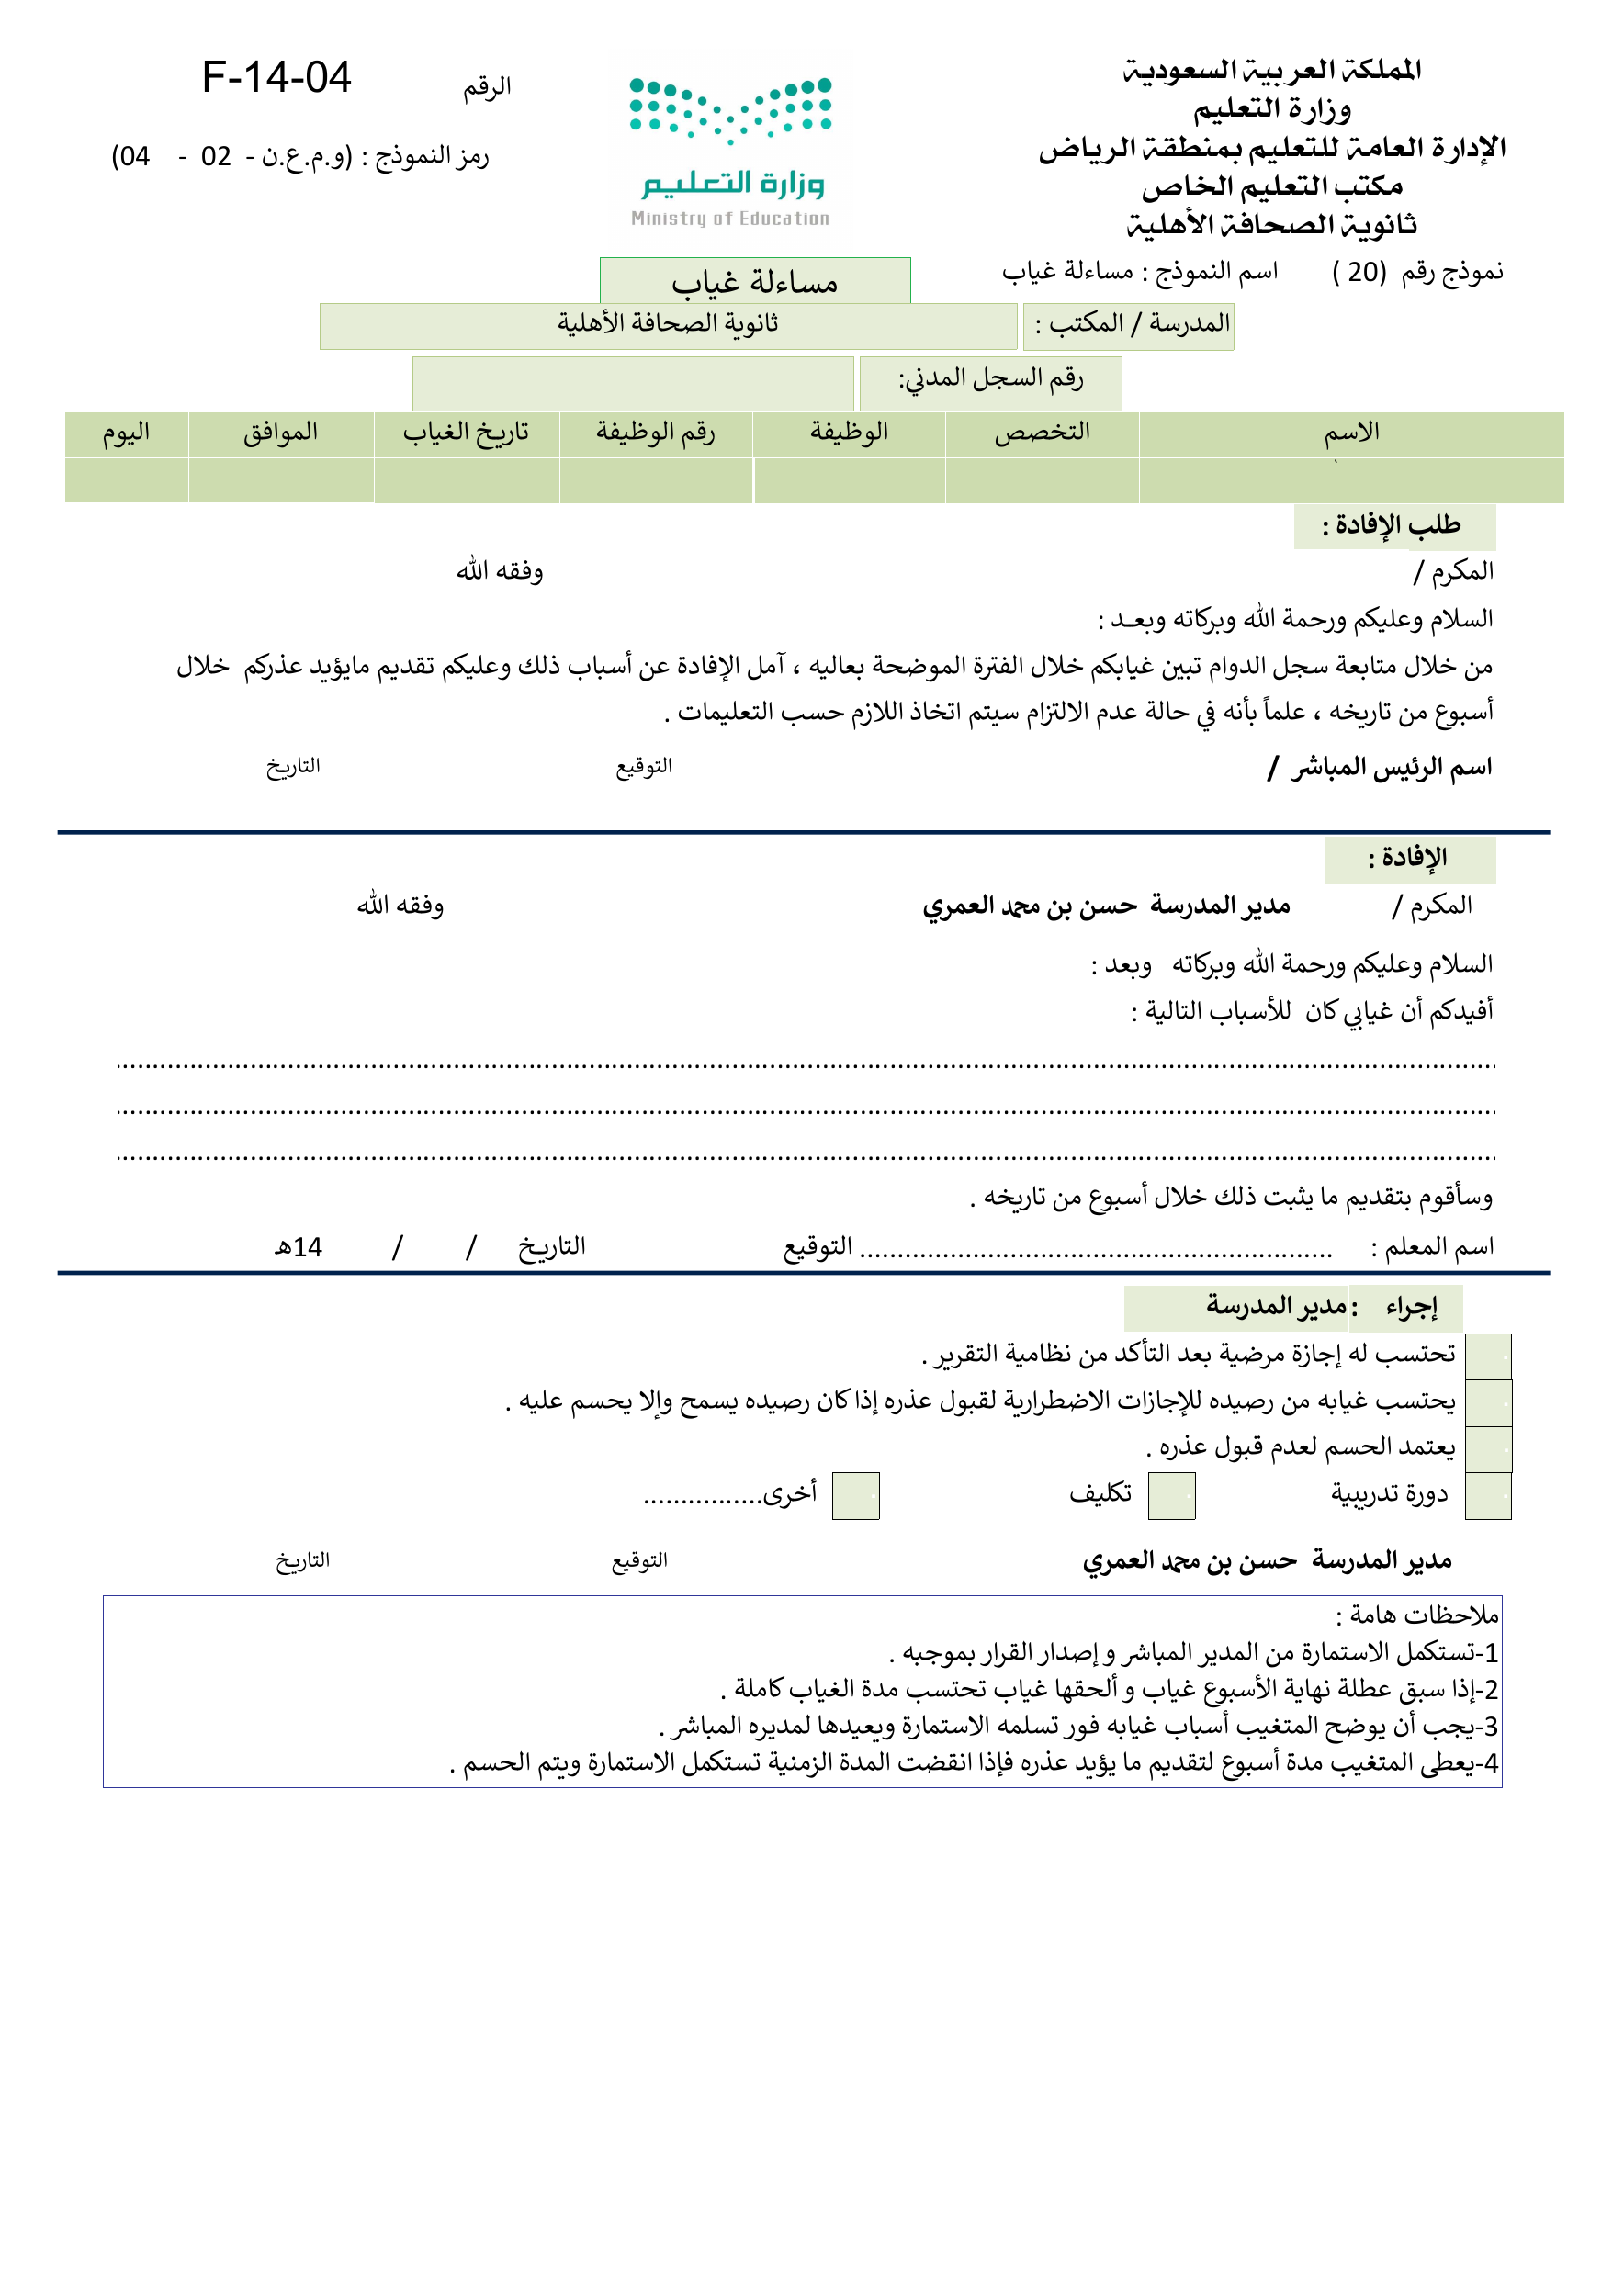 المملكة العربية السعودية
وزارة التعليم
الإدارة العامة للتعليم بمنطقة الرياض
مكتب التعليم الخاص
ثانوية الصحافة الأهلية
وزارة التعليم
Ministry of Education
الرقم F-14-04
رمز النموذج : (و.م.ع.ن - 02 - 04)
نموذج رقم (20 ) اسم النموذج : مساءلة غياب
مساءلة غياب
المدرسة / المكتب : ثانوية الصحافة الأهلية
رقم السجل المدني:
الاسم التخصص الوظيفة رقم الوظيفة تاريخ الغياب الموافق اليوم
طلب الإفادة :
المكرم / وفقه الله
السلام وعليكم ورحمة الله وبركاته وبعـد :
من خلال متابعة سجل الدوام تبين غيابكم خلال الفترة الموضحة بعاليه ، آمل الإفادة عن أسباب ذلك وعليكم تقديم مايؤيد عذركم خلال
أسبوع من تاريخه ، علماً بأنه في حالة عدم الالتزام سيتم اتخاذ اللازم حسب التعليمات .
اسم الرئيس المباشر / التوقيع التاريخ
الإفادة :
المكرم / مدير المدرسة حسن بن محمد العمري وفقه الله
السلام وعليكم ورحمة الله وبركاته وبعد :
أفيدكم أن غيابي كان للأسباب التالية :
وسأقوم بتقديم ما يثبت ذلك خلال أسبوع من تاريخه .
اسم المعلم : ............................................................... التوقيع التاريخ / / 14هـ
إجراء : مدير المدرسة
تحتسب له إجازة مرضية بعد التأكد من نظامية التقرير .
يحتسب غيابه من رصيده للإجازات الاضطرارية لقبول عذره إذا كان رصيده يسمح وإلا يحسم عليه .
يعتمد الحسم لعدم قبول عذره .
دورة تدريبية تكليف أخرى................
مدير المدرسة حسن بن محمد العمري التوقيع التاريخ
ملاحظات هامة :
1-تستكمل الاستمارة من المدير المباشر و إصدار القرار بموجبه .
2-إذا سبق عطلة نهاية الأسبوع غياب و ألحقها غياب تحتسب مدة الغياب كاملة .
3-يجب أن يوضح المتغيب أسباب غيابه فور تسلمه الاستمارة ويعيدها لمديره المباشر .
4-يعطى المتغيب مدة أسبوع لتقديم ما يؤيد عذره فإذا انقضت المدة الزمنية تستكمل الاستمارة ويتم الحسم .